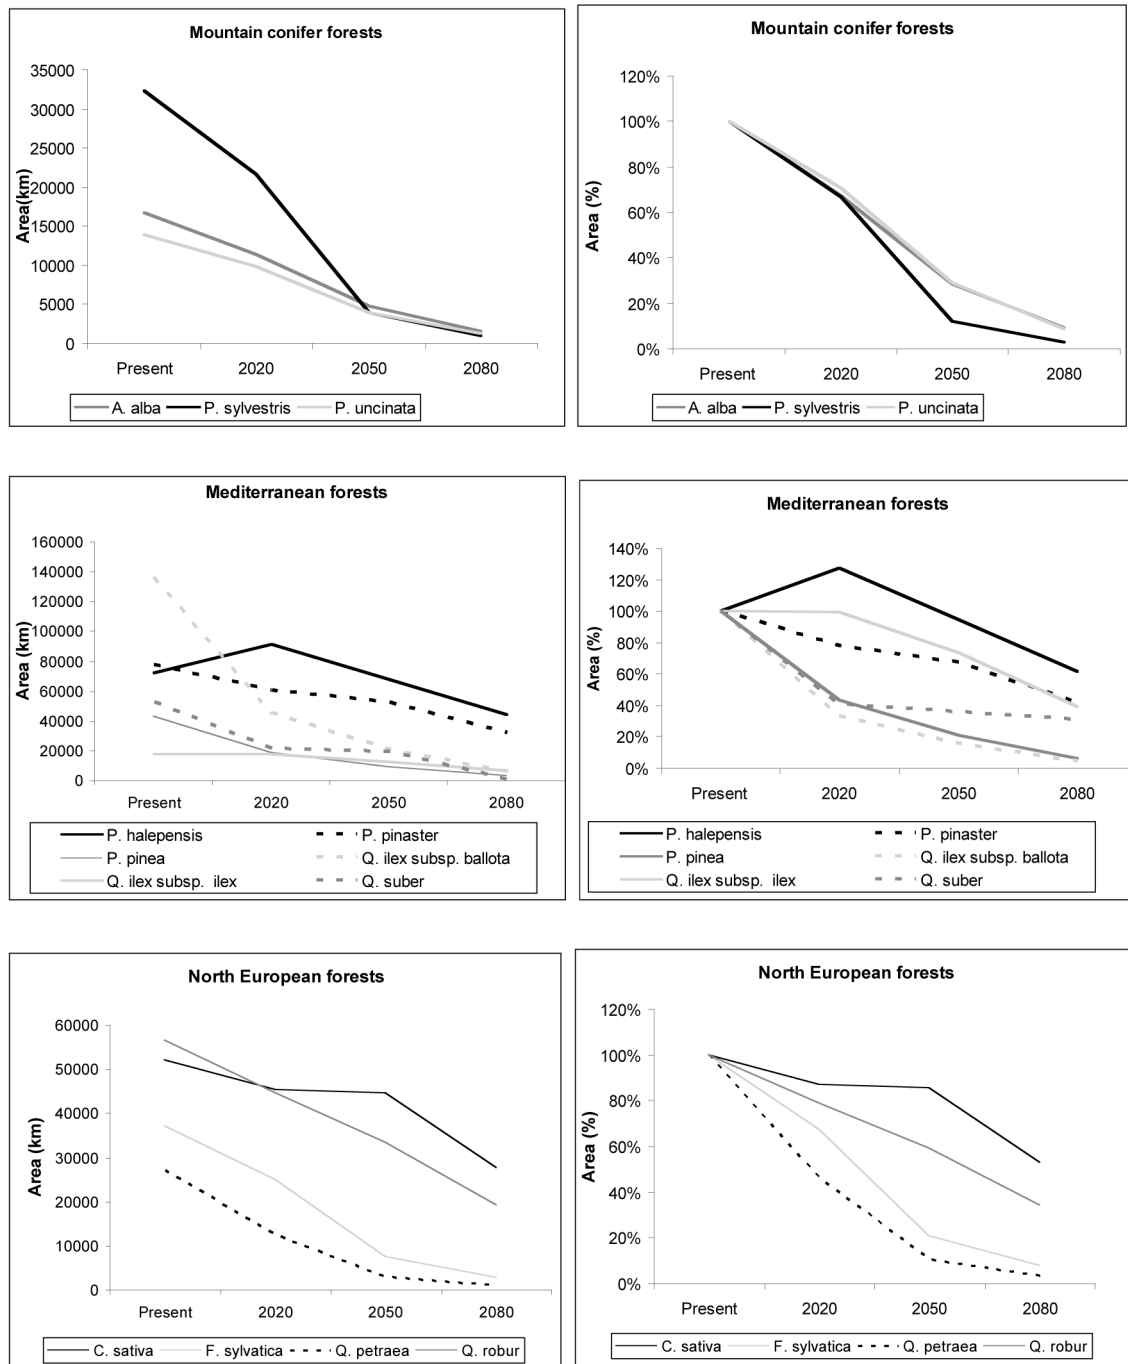 Mountain conifer forests
35000
30000
25000
20000
15000
10000
5000
0
Area(km)
Present 2020 2050 2080
A. alba P. sylvestris P. uncinata
Mountain conifer forests
120%
100%
80%
60%
40%
20%
0%
Area (%)
Present 2020 2050 2080
A. alba P. sylvestris P. uncinata
Mediterranean forests
160000
140000
120000
100000
80000
60000
40000
20000
0
Area (km)
Present 2020 2050 2080
P. halepensis P. pinaster
P. pinea Q. ilex subsp. ballota
Q. ilex subsp. ilex Q. suber
Mediterranean forests
140%
120%
100%
80%
60%
40%
20%
0%
Area (%)
Present 2020 2050 2080
P. halepensis P. pinaster
P. pinea Q. ilex subsp. ballota
Q. ilex subsp. ilex Q. suber
North European forests
60000
50000
40000
30000
20000
10000
0
Area (km)
Present 2020 2050 2080
C. sativa F. sylvatica Q. petraea Q. robur
North European forests
120%
100%
80%
60%
40%
20%
0%
Area (%)
Present 2020 2050 2080
C. sativa F. sylvatica Q. petraea Q. robur